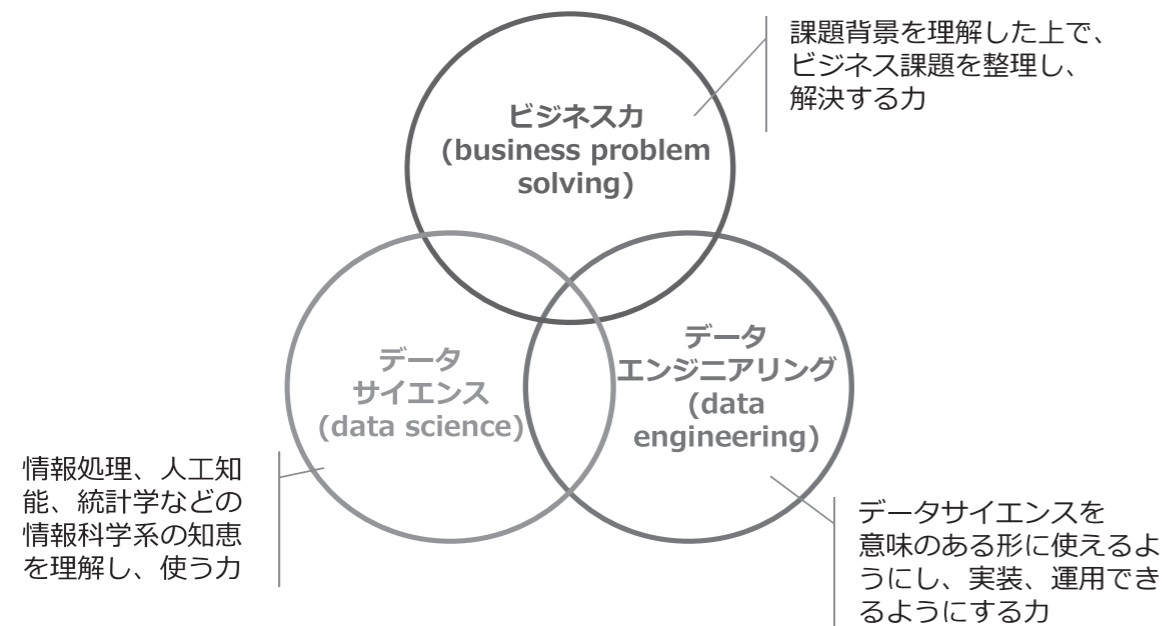 課題背景を理解した上で、
ビジネス課題を整理し、
解決する力
ビジネス力
(business problem
solving)
データ
サイエンス
(data science)
データ
エンジニアリング
(data
engineering)
情報処理、人工知
能、統計学などの
情報科学系の知恵
を理解し、使う力
データサイエンスを
意味のある形に使えるよ
うにし、実装、運用でき
るようにする力